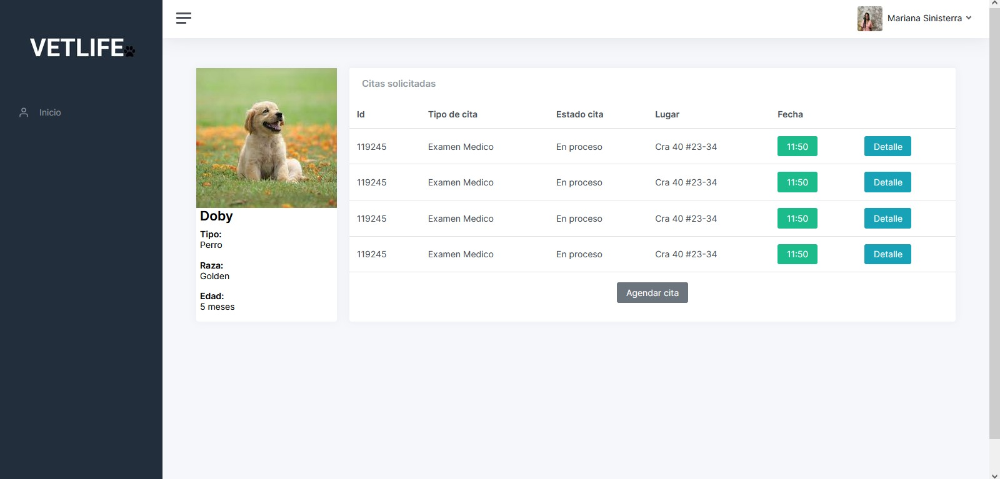 VETLIFE
Mariana Sinisterra
Inicio
Doby
Tipo:
Perro
Raza:
Golden
Edad:
5 meses
Citas solicitadas
Id Tipo de cita Estado cita Lugar Fecha
119245 Examen Medico En proceso Cra 40 #23-34 11:50 Detalle
119245 Examen Medico En proceso Cra 40 #23-34 11:50 Detalle
119245 Examen Medico En proceso Cra 40 #23-34 11:50 Detalle
119245 Examen Medico En proceso Cra 40 #23-34 11:50 Detalle
Agendar cita